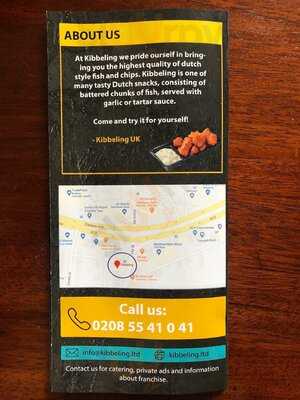 ABOUT US
At Kibbeling we pride ourself in bring-
ing you the highest quality of dutch
style fish and chips. Kibbeling is one of
many tasty Dutch snacks, consisting of
battered chunks of fish, served with
garlic or tartar sauce.
Come and try it for yourself!
- Kibbeling UK
Call us:
0208 55 41 0 41
info@kibbeling.ltd
kibbeling.ltd
Contact us for catering, private ads and information
about franchise.